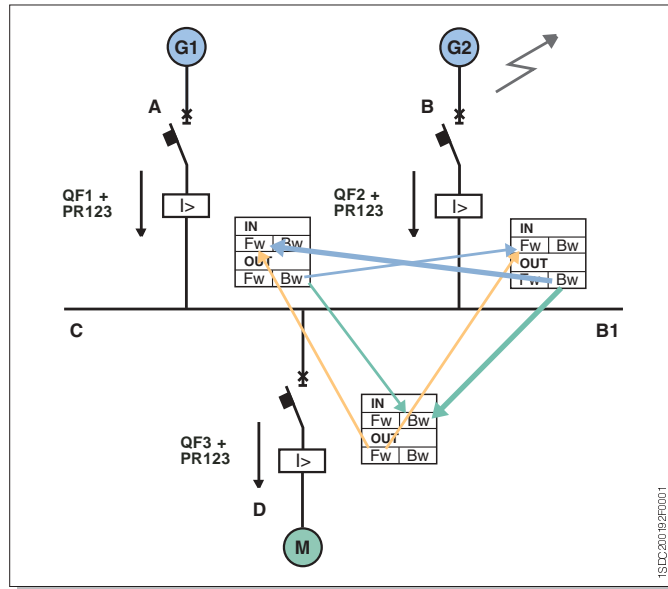 G1
G2
A
B
QF1 +
PR123
I>
QF2 +
PR123
I>
IN
Fw Bw
OUT
Fw Bw
IN
Fw Bw
OUT
Fw Bw
C
B1
IN
Fw Bw
OUT
Fw Bw
QF3 +
PR123
I>
D
M
1SDC200192F0001